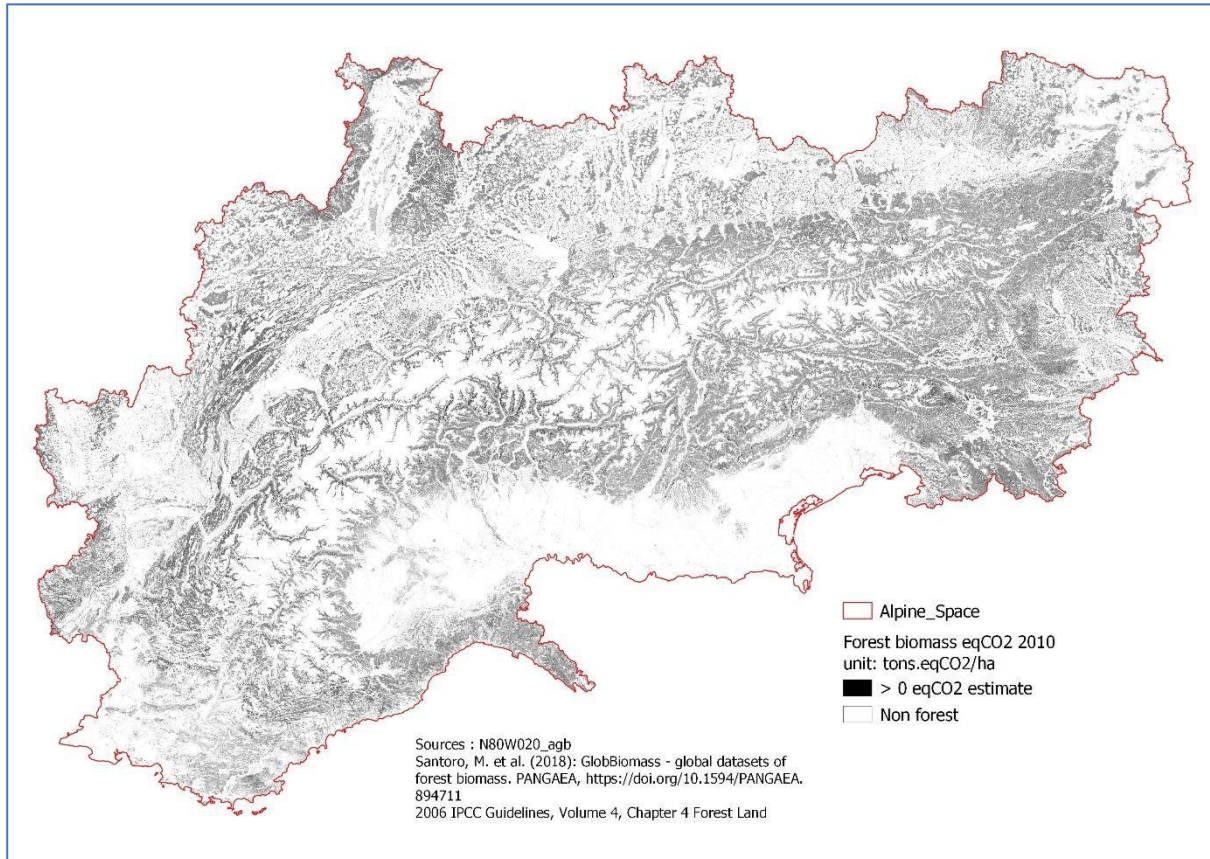 Alpine_Space
Forest biomass eqCO2 2010
unit: tons.eqCO2/ha
> 0 eqCO2 estimate
Non forest
Sources : N80W020_agb
Santoro, M. et al. (2018): GlobBiomass - global datasets of
forest biomass. PANGAEA, https://doi.org/10.1594/PANGAEA.
894711
2006 IPCC Guidelines, Volume 4, Chapter 4 Forest Land